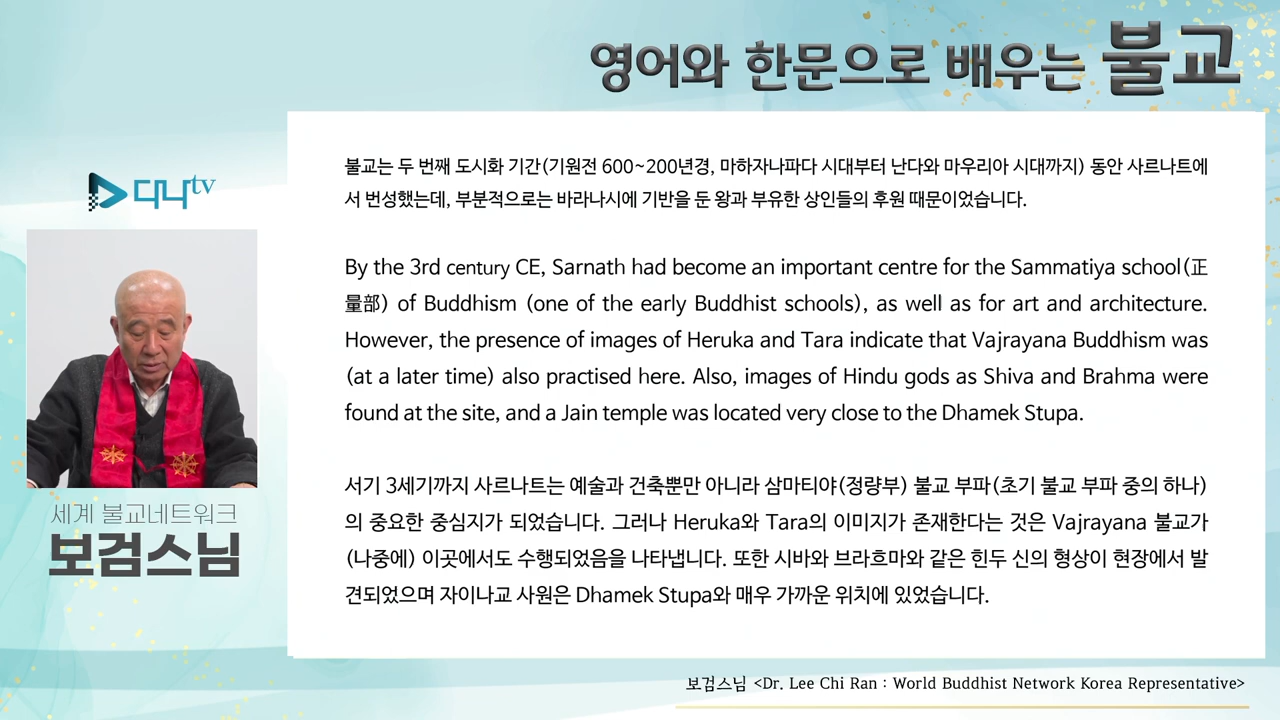 영어와 한문으로 배우는 불교
디나tv
불교는 두 번째 도시화 기간(기원전 600~200년경, 마하자나파다 시대부터 난다와 마우리아 시대까지) 동안 사르나트에
서 번성했는데, 부분적으로는 바라나시에 기반을 둔 왕과 부유한 상인들의 후원 때문이었습니다.
By the 3rd century CE, Sarnath had become an important centre for the Sammatiya school(正
量部) of Buddhism (one of the early Buddhist schools), as well as for art and architecture.
However, the presence of images of Heruka and Tara indicate that Vajrayana Buddhism was
(at a later time) also practised here. Also, images of Hindu gods as Shiva and Brahma were
found at the site, and a Jain temple was located very close to the Dhamek Stupa.
서기 3세기까지 사르나트는 예술과 건축뿐만 아니라 삼마티야(정량부) 불교 부파(초기 불교 부파 중의 하나)
의 중요한 중심지가 되었습니다. 그러나 Heruka와 Tara의 이미지가 존재한다는 것은 Vajrayana 불교가
(나중에) 이곳에서도 수행되었음을 나타냅니다. 또한 시바와 브라흐마와 같은 힌두 신의 형상이 현장에서 발
견되었으며 자이나교 사원은 Dhamek Stupa와 매우 가까운 위치에 있었습니다.
세계 불교네트워크
보검스님
보검스님 <Dr. Lee Chi Ran : World Buddhist Network Korea Representative>